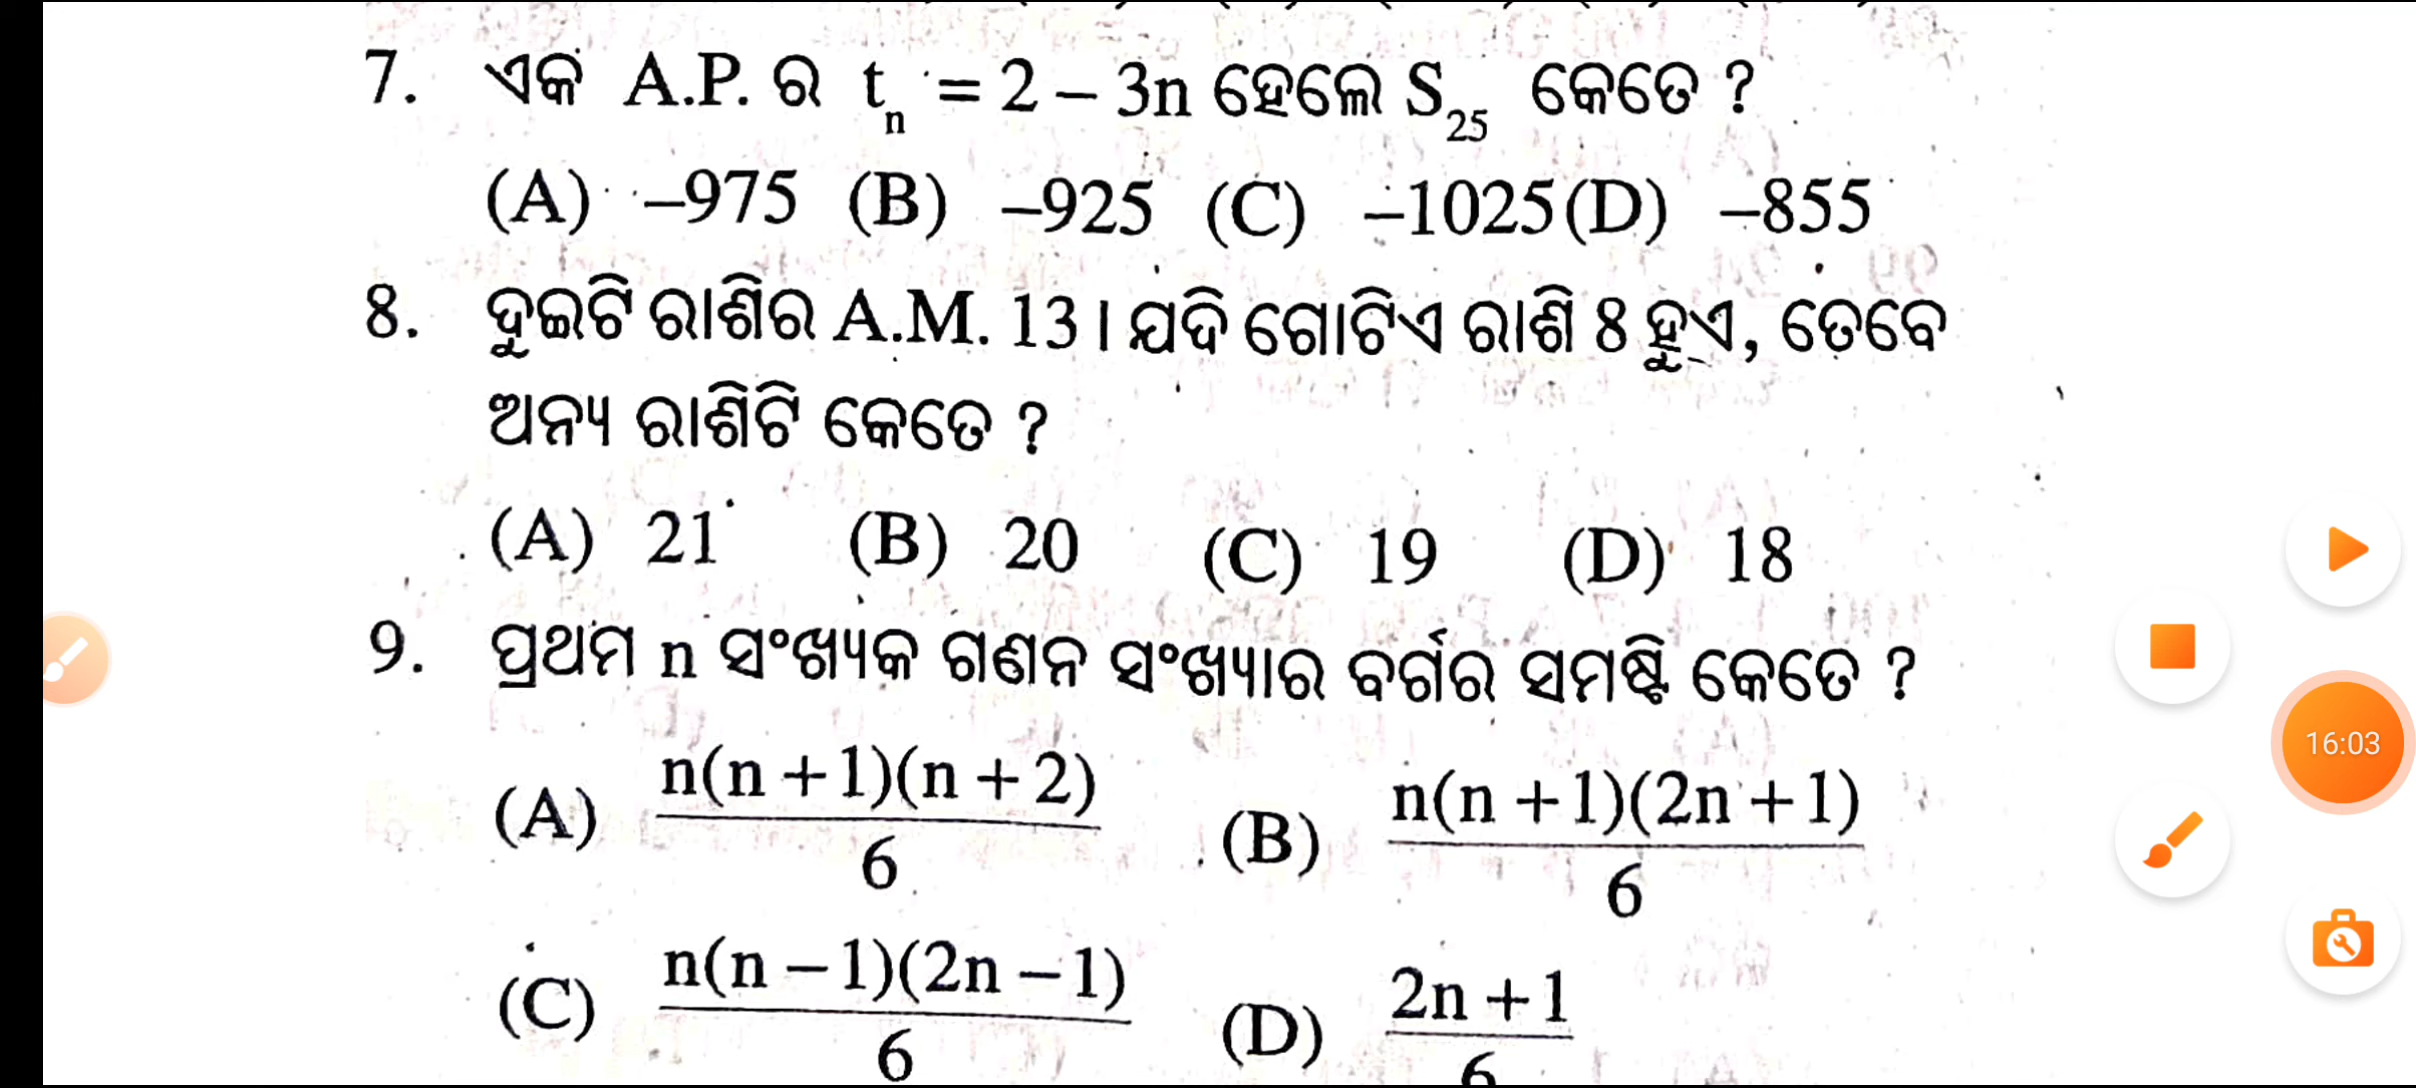 7. ଏକ A.P. ର tₙ = 2 – 3n ହେଲେ S₂₅ କେତେ ?
(A) –975 (B) –925 (C) –1025 (D) –855
8. ଦୁଇଟି ରାଶିର A.M. 13 । ଯଦି ଗୋଟିଏ ରାଶି 8 ହୁଏ, ତେବେ
ଅନ୍ୟ ରାଶିଟି କେତେ ?
(A) 21 (B) 20 (C) 19 (D) 18
9. ପ୍ରଥମ n ସଂଖ୍ୟକ ଗଣନ ସଂଖ୍ୟାର ବର୍ଗର ସମଷ୍ଟି କେତେ ?
(A) n(n + 1)(n + 2) / 6 (B) n(n + 1)(2n + 1) / 6
(C) n(n – 1)(2n – 1) / 6 (D) 2n + 1 / 6
16:03